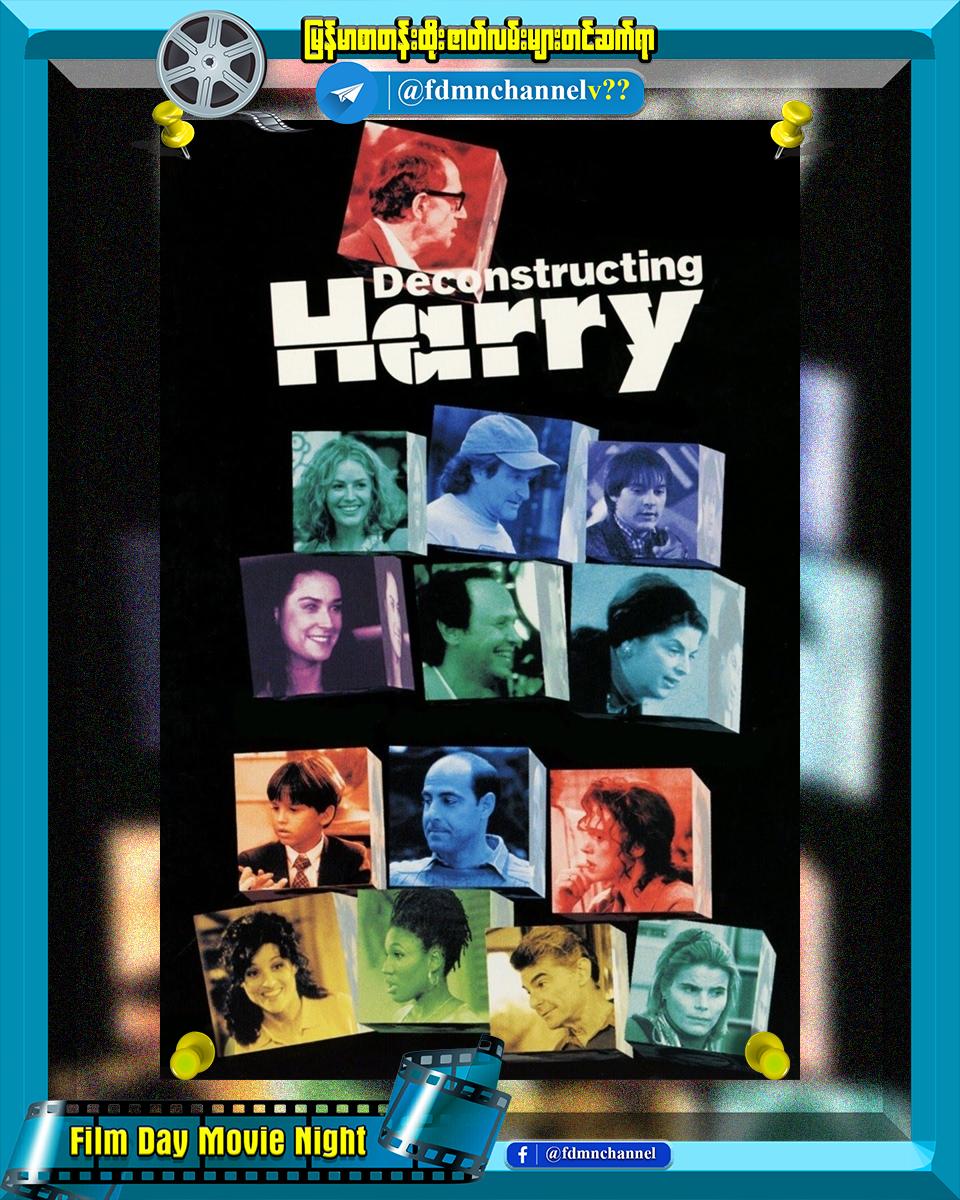 မြန်မာစာတန်းထိုးဇာတ်လမ်းများတင်ဆက်ရာ
@fdmnchannelv??
Deconstructing
Harry
Film Day Movie Night
@fdmnchannel